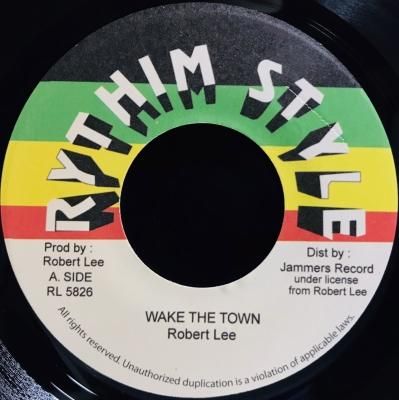 RYTHIM STYLE
Prod by :
Robert Lee
A. SIDE
RL 5826
Dist by :
Jammers Record
under license
from Robert Lee
WAKE THE TOWN
Robert Lee
All rights reserved. Unauthorized duplication is a violation of applicable laws.